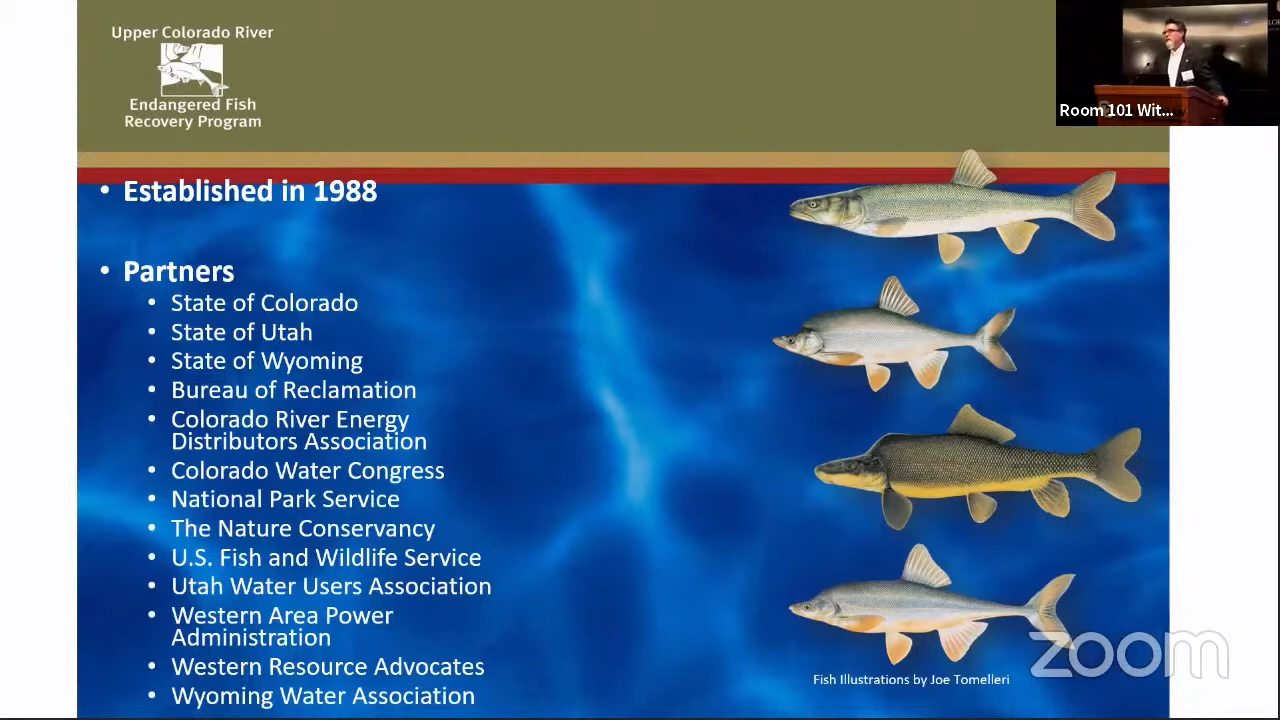 Upper Colorado River
Endangered Fish
Recovery Program
Room 101 Wit...
• Established in 1988
• Partners
• State of Colorado
• State of Utah
• State of Wyoming
• Bureau of Reclamation
• Colorado River Energy
Distributors Association
• Colorado Water Congress
• National Park Service
• The Nature Conservancy
• U.S. Fish and Wildlife Service
• Utah Water Users Association
• Western Area Power
Administration
• Western Resource Advocates
• Wyoming Water Association
Fish Illustrations by Joe Tomelleri
zoom